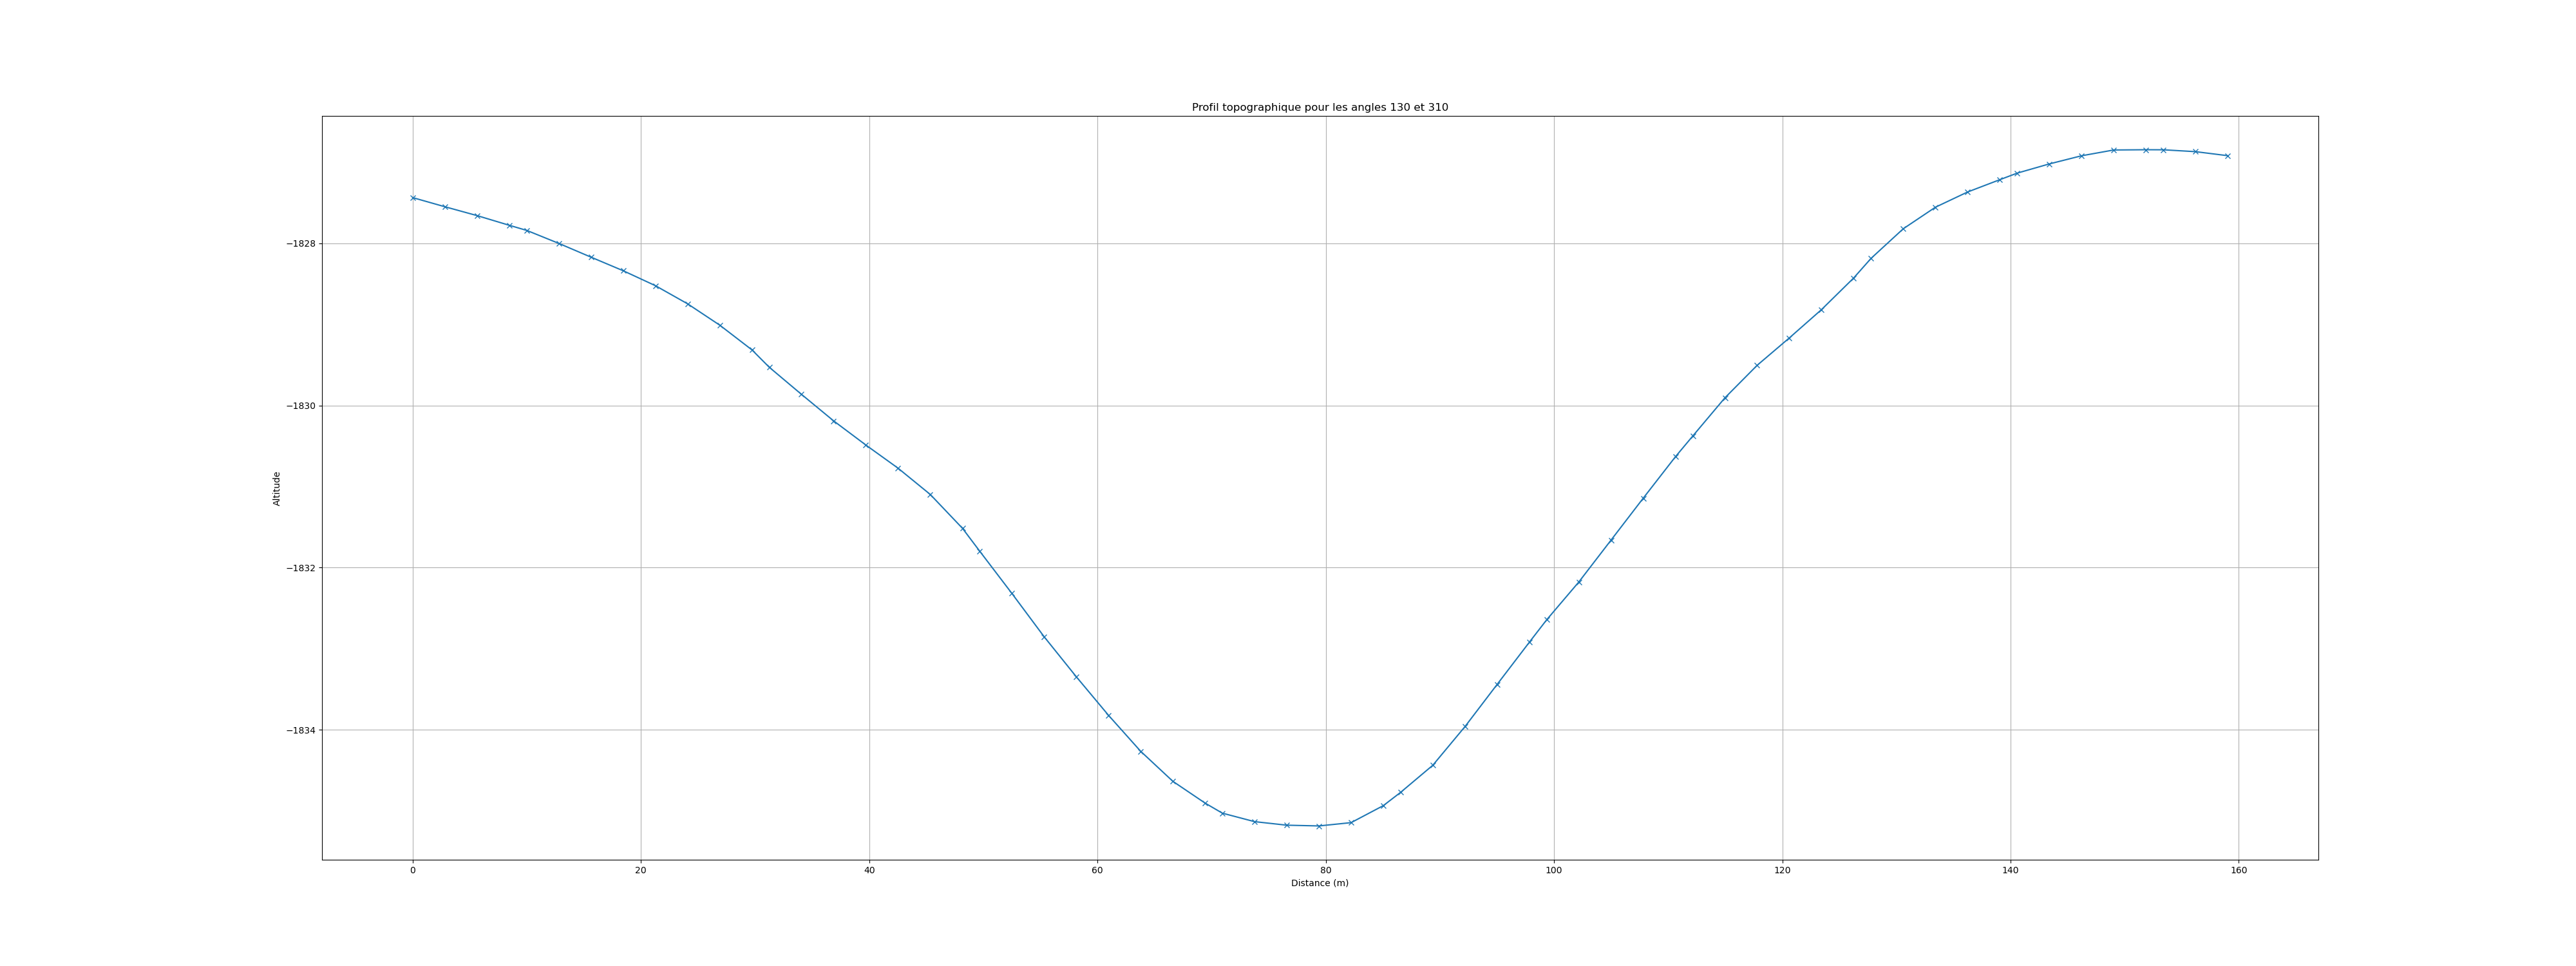 Profil topographique pour les angles 130 et 310
−1828
−1830
−1832
−1834
Altitude
0 20 40 60 80 100 120 140 160
Distance (m)